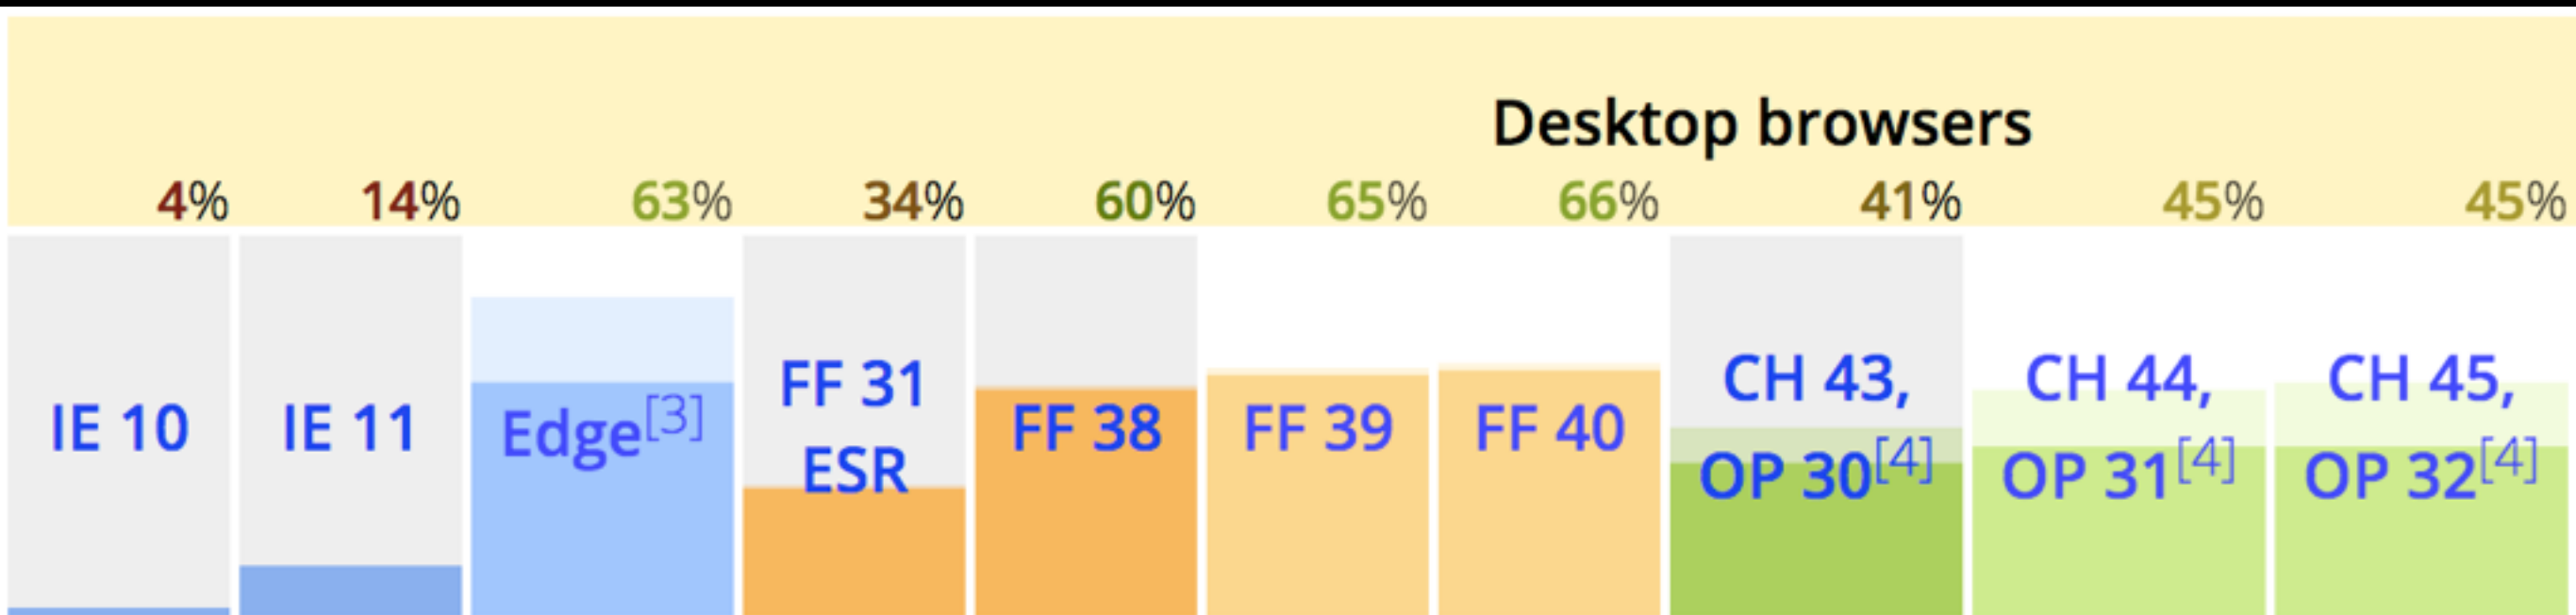 Desktop browsers
4% 14% 63% 34% 60% 65% 66% 41% 45% 45%
IE 10
IE 11
Edge[3]
FF 31
ESR
FF 38
FF 39
FF 40
CH 43,
OP 30[4]
CH 44,
OP 31[4]
CH 45,
OP 32[4]